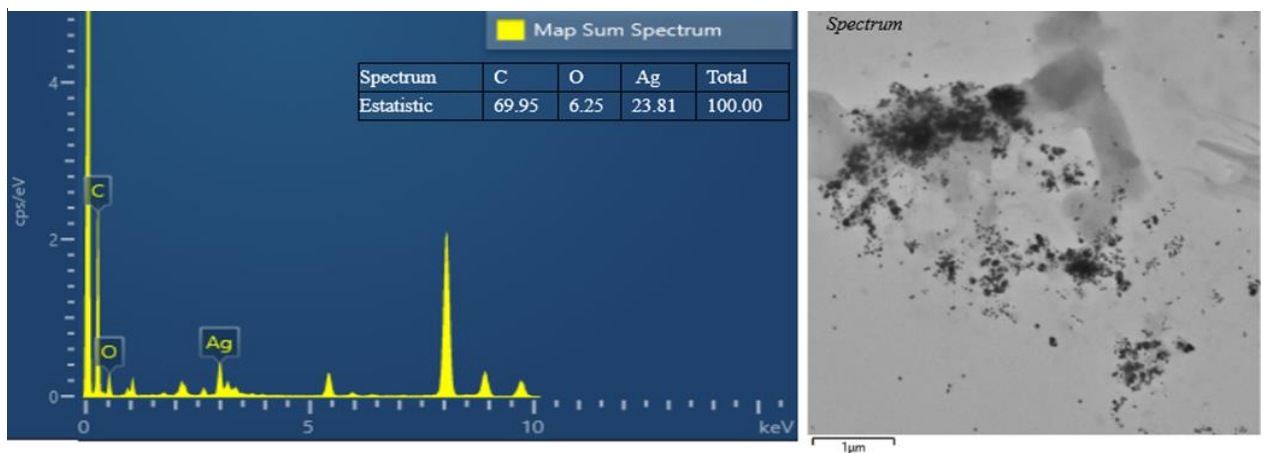 Map Sum Spectrum
Spectrum C O Ag Total
Estatistic 69.95 6.25 23.81 100.00
4
cps/eV
C
2
Ag
O
0
0 5 10 keV
Spectrum
1μm